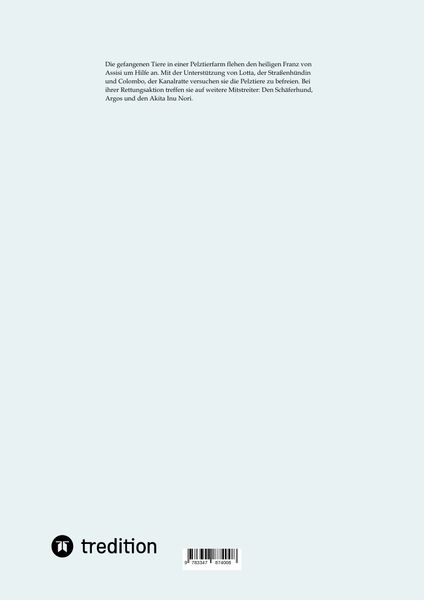 Die gefangenen Tiere in einer Pelztierfarm flehen den heiligen Franz von
Assisi um Hilfe an. Mit der Unterstützung von Lotta, der Straßenhündin
und Colombo, der Kanalratte versuchen sie die Pelztiere zu befreien. Bei
ihrer Rettungsaktion treffen sie auf weitere Mitstreiter: Den Schäferhund,
Argos und den Akita Inu Nori.
tredition
9 783347 874008